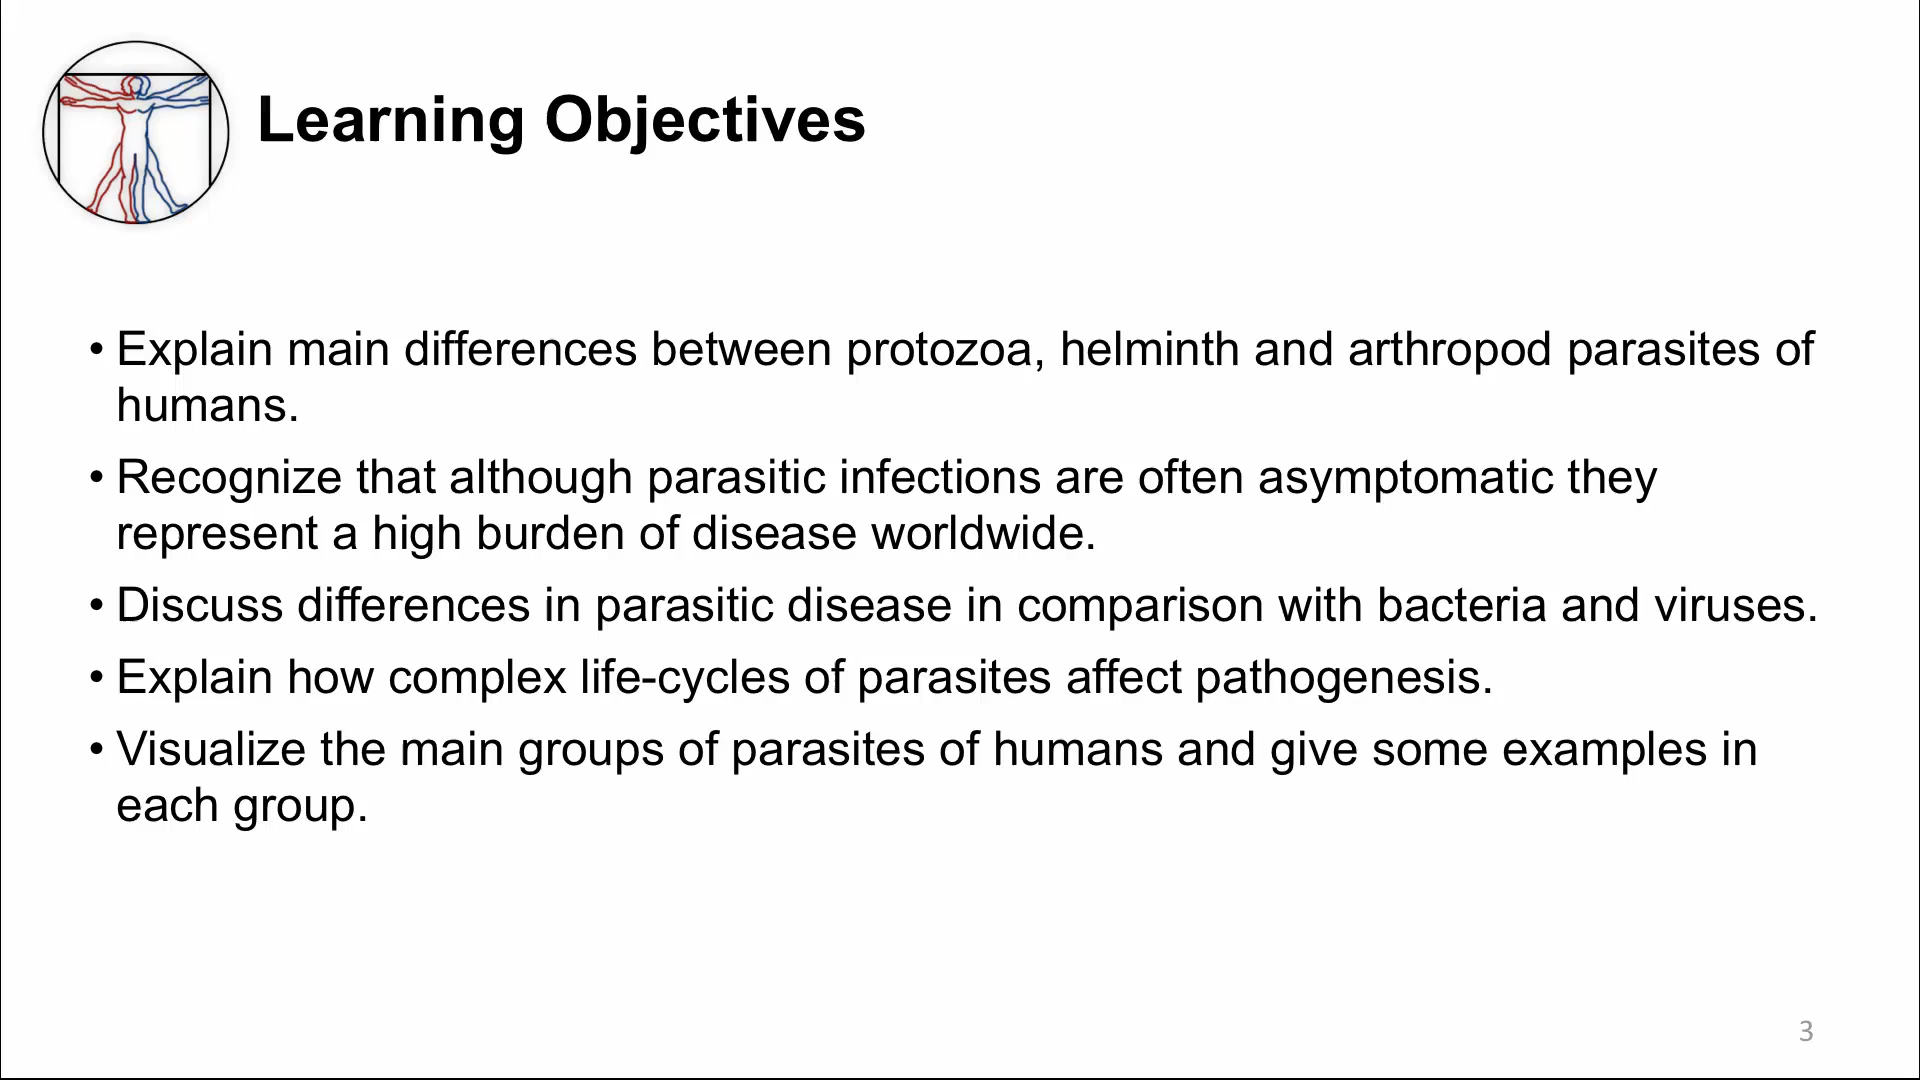 Learning Objectives
• Explain main differences between protozoa, helminth and arthropod parasites of
humans.
• Recognize that although parasitic infections are often asymptomatic they
represent a high burden of disease worldwide.
• Discuss differences in parasitic disease in comparison with bacteria and viruses.
• Explain how complex life-cycles of parasites affect pathogenesis.
• Visualize the main groups of parasites of humans and give some examples in
each group.
3